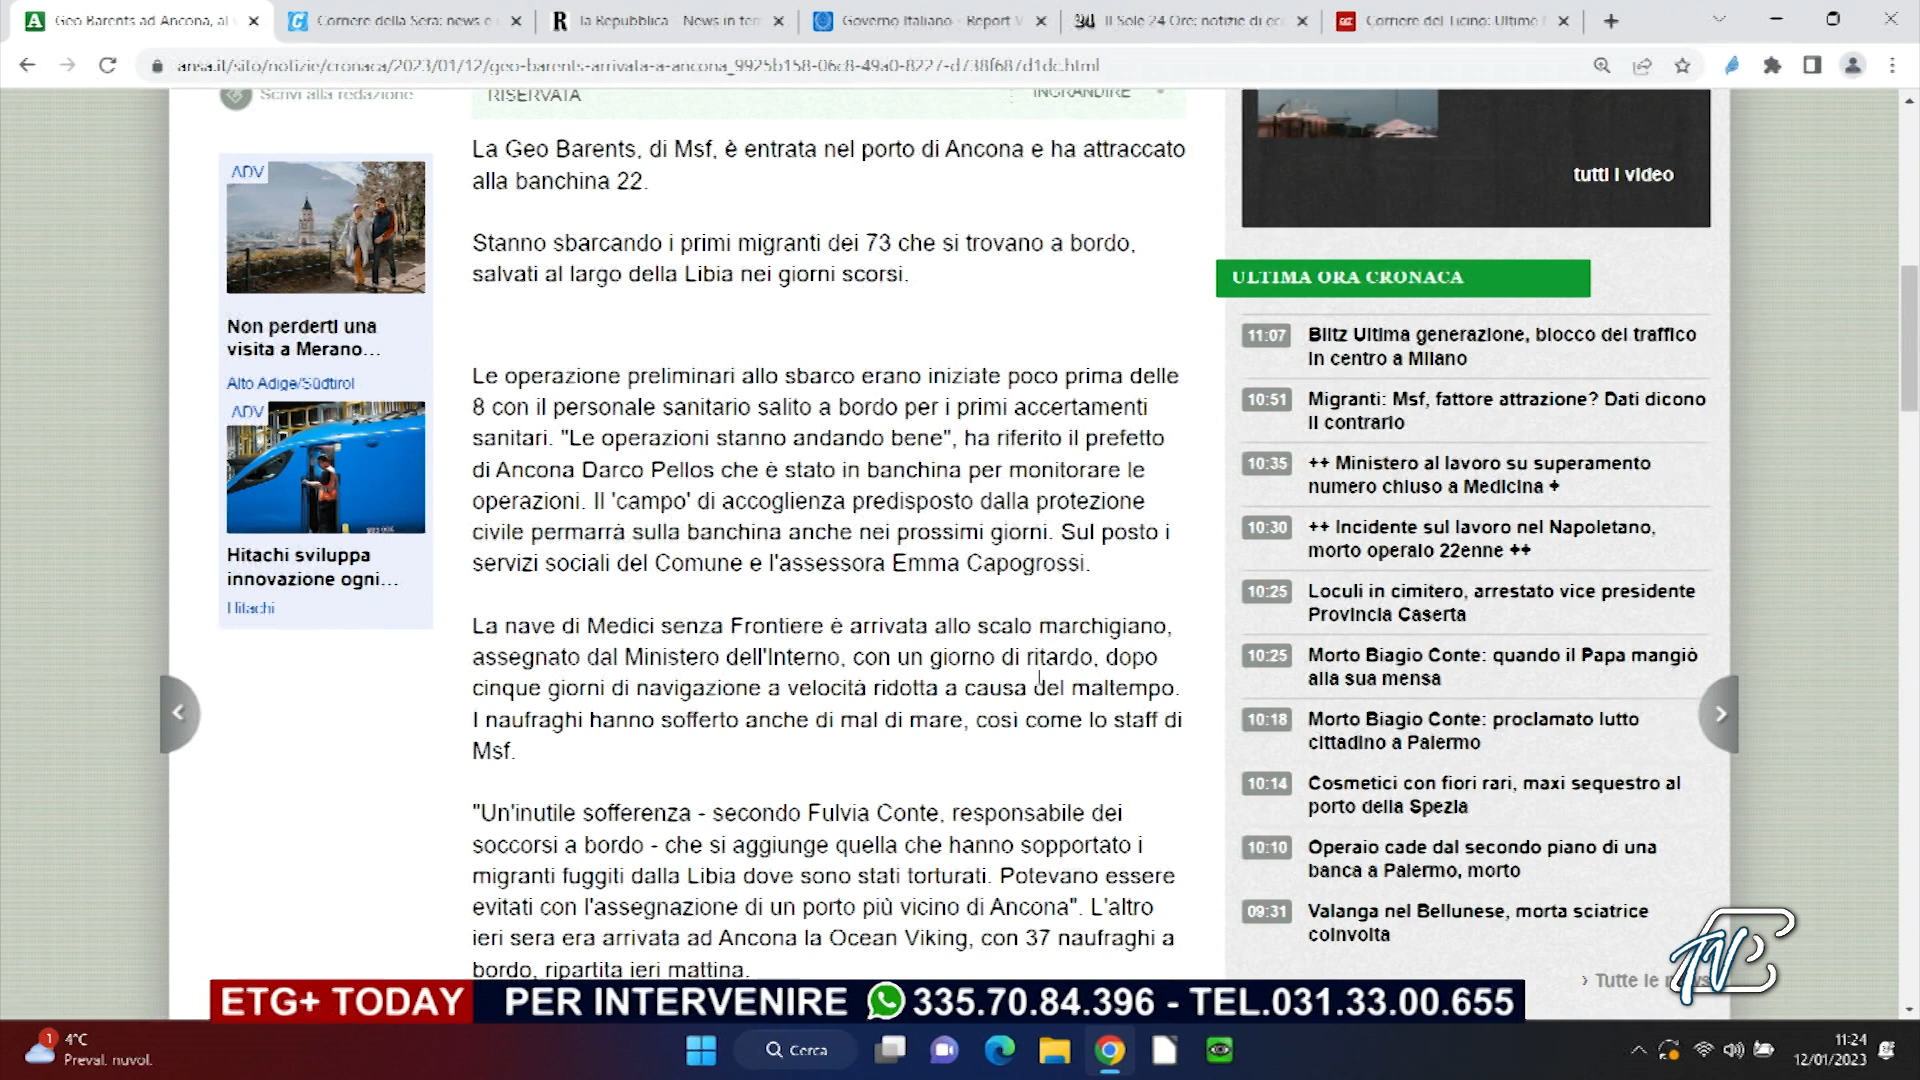 Geo Barents ad Ancona, al
Corriere della Sera: news e
la Repubblica - News in tem
Governo Italiano - Report V
Il Sole 24 Ore: notizie di ec
Corriere del Ticino: Ultime
ansa.it/sito/notizie/cronaca/2023/01/12/geo-barents-arrivata-a-ancona_9925b158-06c8-49a0-8227-d738f687d1dc.html
Scrivi alla redazione
ADV
Non perderti una
visita a Merano...
Alto Adige/Südtirol
ADV
Hitachi sviluppa
innovazione ogni...
Hitachi
RISERVATA
INGRANDIRE
La Geo Barents, di Msf, è entrata nel porto di Ancona e ha attraccato
alla banchina 22.
Stanno sbarcando i primi migranti dei 73 che si trovano a bordo,
salvati al largo della Libia nei giorni scorsi.
Le operazione preliminari allo sbarco erano iniziate poco prima delle
8 con il personale sanitario salito a bordo per i primi accertamenti
sanitari. "Le operazioni stanno andando bene", ha riferito il prefetto
di Ancona Darco Pellos che è stato in banchina per monitorare le
operazioni. Il 'campo' di accoglienza predisposto dalla protezione
civile permarrà sulla banchina anche nei prossimi giorni. Sul posto i
servizi sociali del Comune e l'assessora Emma Capogrossi.
La nave di Medici senza Frontiere è arrivata allo scalo marchigiano,
assegnato dal Ministero dell'Interno, con un giorno di ritardo, dopo
cinque giorni di navigazione a velocità ridotta a causa del maltempo.
I naufraghi hanno sofferto anche di mal di mare, così come lo staff di
Msf.
"Un'inutile sofferenza - secondo Fulvia Conte, responsabile dei
soccorsi a bordo - che si aggiunge quella che hanno sopportato i
migranti fuggiti dalla Libia dove sono stati torturati. Potevano essere
evitati con l'assegnazione di un porto più vicino di Ancona". L'altro
ieri sera era arrivata ad Ancona la Ocean Viking, con 37 naufraghi a
bordo, ripartita ieri mattina.
tutti i video
ULTIMA ORA CRONACA
11:07 Blitz Ultima generazione, blocco del traffico
in centro a Milano
10:51 Migranti: Msf, fattore attrazione? Dati dicono
il contrario
10:35 ++ Ministero al lavoro su superamento
numero chiuso a Medicina +
10:30 ++ Incidente sul lavoro nel Napoletano,
morto operaio 22enne ++
10:25 Loculi in cimitero, arrestato vice presidente
Provincia Caserta
10:25 Morto Biagio Conte: quando il Papa mangiò
alla sua mensa
10:18 Morto Biagio Conte: proclamato lutto
cittadino a Palermo
10:14 Cosmetici con fiori rari, maxi sequestro al
porto della Spezia
10:10 Operaio cade dal secondo piano di una
banca a Palermo, morto
09:31 Valanga nel Bellunese, morta sciatrice
coinvolta
› Tutte le news
ETG+ TODAY PER INTERVENIRE 335.70.84.396 - TEL.031.33.00.655
1
4°C
Preval. nuvol.
Cerca
11:24
12/01/2023